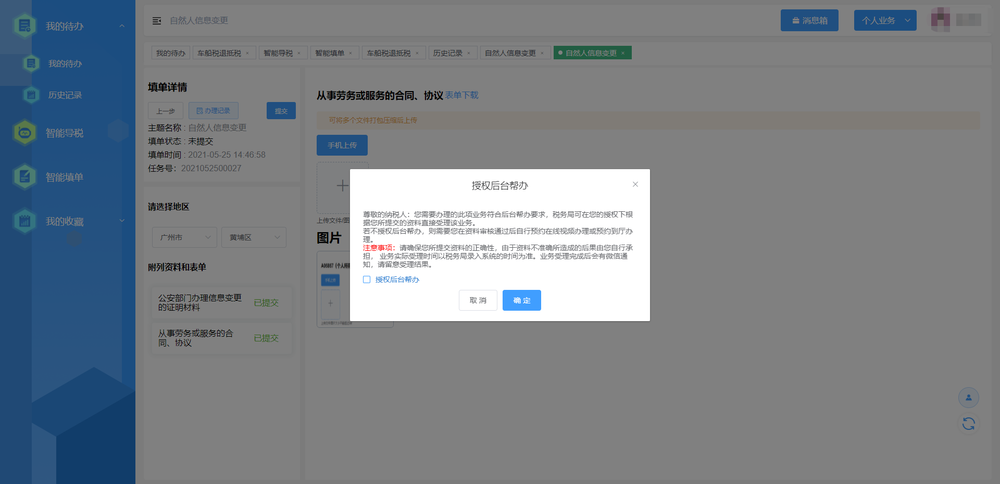 我的待办
我的待办
历史记录
智能导税
智能填单
我的收藏
自然人信息变更
消息箱
个人业务
我的待办
车船税退抵税 ×
智能导税 ×
智能填单 ×
车船税退抵税 ×
历史记录 ×
自然人信息变更 ×
自然人信息变更 ×
填单详情
上一步
办理记录
提交
主题名称 : 自然人信息变更
填单状态 : 未提交
填单时间 : 2021-05-25 14:46:58
任务号： 2021052500027
请选择地区
广州市
黄埔区
附列资料和表单
公安部门办理信息变更
的证明材料
已提交
从事劳务或服务的合
同、协议
已提交
从事劳务或服务的合同、协议 表单下载
可将多个文件打包压缩后上传
手机上传
上传文件/图
图片
A06867（个人所
手机上传
授权后台帮办
尊敬的纳税人：您需要办理的此项业务符合后台帮办要求，税务局可在您的授权下根
据您所提交的资料直接受理该业务。
若不授权后台帮办，则需要您在资料审核通过后自行预约在线视频办理或预约到厅办
理。
注意事项：请确保您所提交资料的正确性，由于资料不准确所造成的后果由您自行承
担， 业务实际受理时间以税务局录入系统的时间为准。业务受理完成后会有微信通
知，请留意受理结果。
授权后台帮办
取 消
确 定